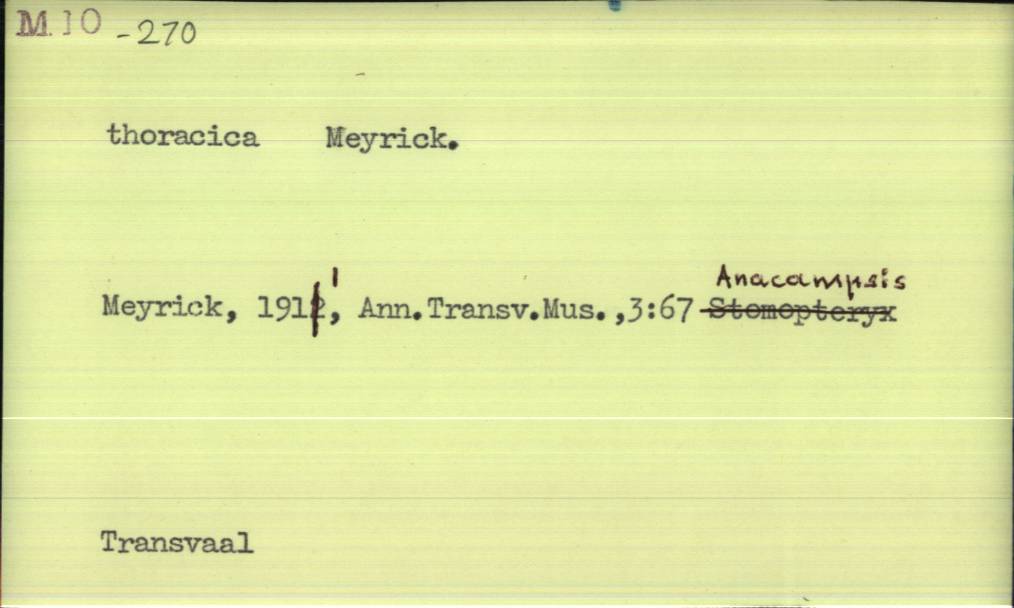 M.10 -270
thoracica Meyrick.
Anacampsis
Meyrick, 1911, Ann.Transv.Mus.,3:67 Stomopteryx
Transvaal